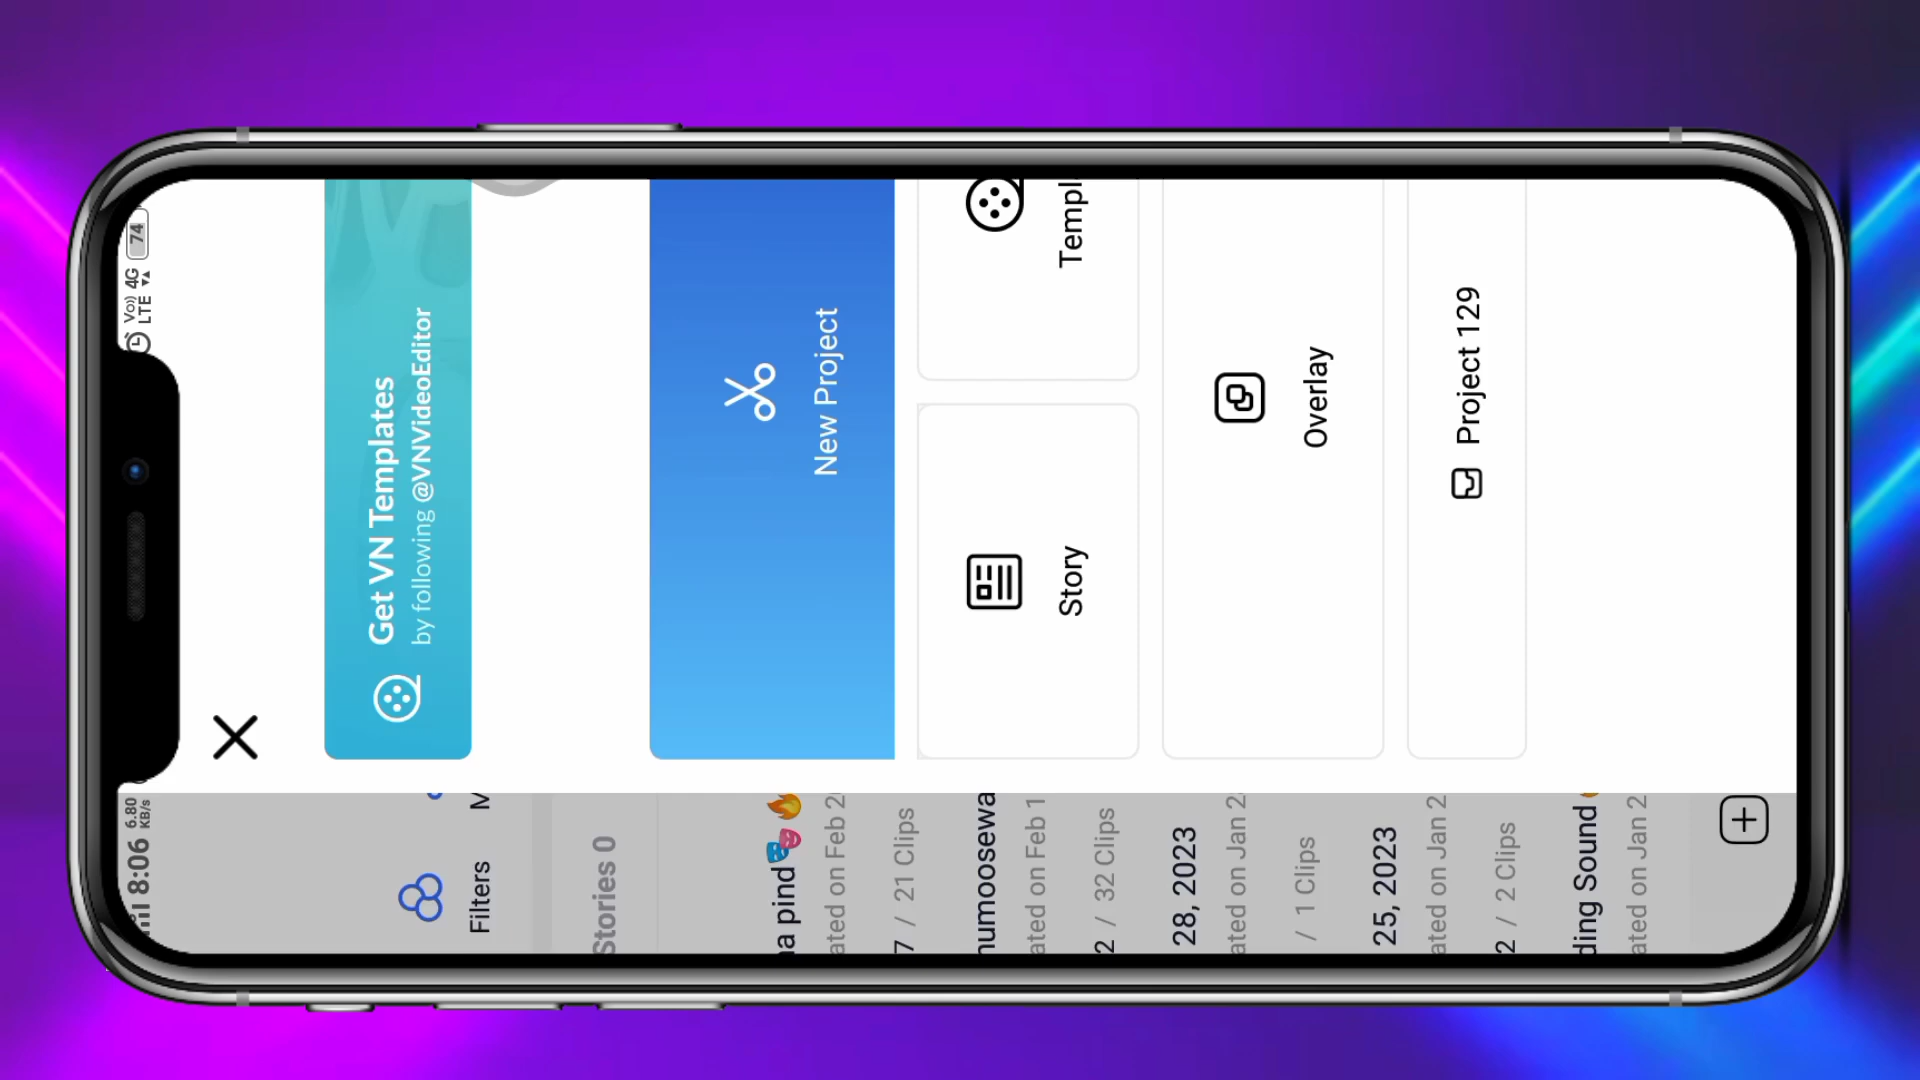 8:06
6.80
KB/s
Vo)) 4G
LTE
74
Get VN Templates
by following @VNVideoEditor
New Project
Story
Templ
Overlay
Project 129
Filters
M
Stories 0
na pind🎭🔥
ated on Feb 2
7 / 21 Clips
numoosewa
ated on Feb 1
2 / 32 Clips
28, 2023
ated on Jan 2
/ 1 Clips
25, 2023
ated on Jan 2
2 / 2 Clips
ding Sound
ated on Jan 2